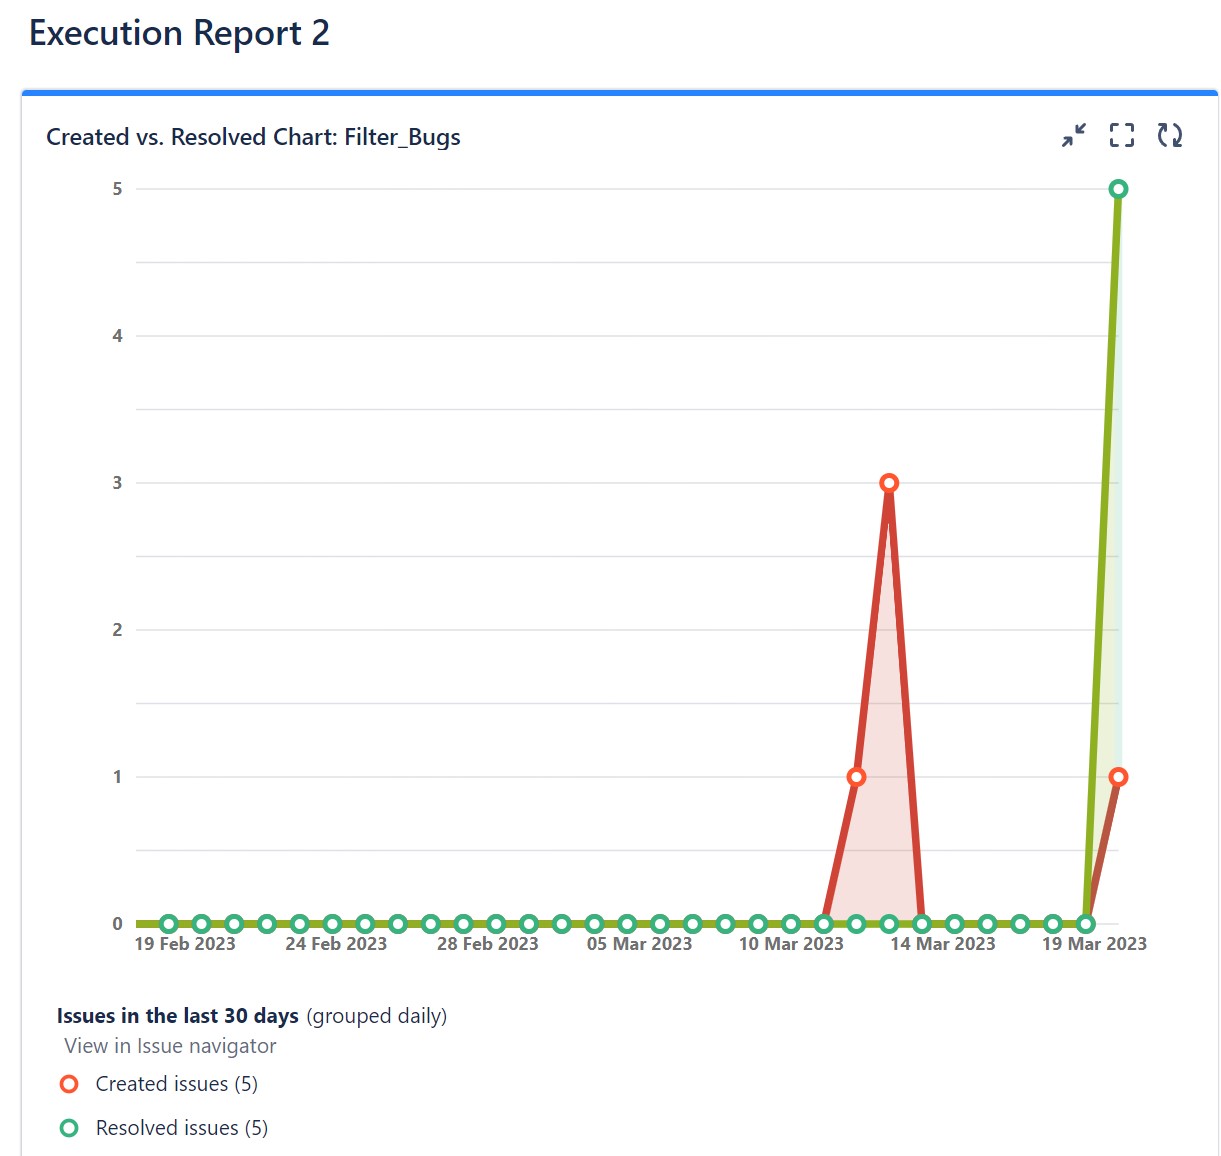 Execution Report 2
Created vs. Resolved Chart: Filter_Bugs
5
4
3
2
1
0
19 Feb 2023 24 Feb 2023 28 Feb 2023 05 Mar 2023 10 Mar 2023 14 Mar 2023 19 Mar 2023
Issues in the last 30 days (grouped daily)
View in Issue navigator
Created issues (5)
Resolved issues (5)